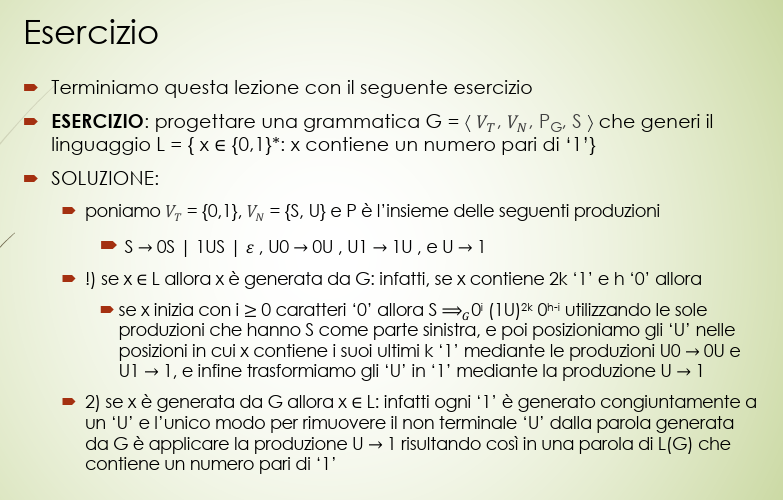 Esercizio
Terminiamo questa lezione con il seguente esercizio
ESERCIZIO: progettare una grammatica G = ⟨ V_T , V_N , P_G, S ⟩ che generi il
linguaggio L = { x ∈ {0,1}*: x contiene un numero pari di ‘1’}
SOLUZIONE:
poniamo V_T = {0,1}, V_N = {S, U} e P è l’insieme delle seguenti produzioni
S → 0S | 1US | ε , U0 → 0U , U1 → 1U , e U → 1
!) se x ∈ L allora x è generata da G: infatti, se x contiene 2k ‘1’ e h ‘0’ allora
se x inizia con i ≥ 0 caratteri ‘0’ allora S ⟹_G 0ⁱ (1U)²ᵏ 0ʰ⁻ⁱ utilizzando le sole
produzioni che hanno S come parte sinistra, e poi posizioniamo gli ‘U’ nelle
posizioni in cui x contiene i suoi ultimi k ‘1’ mediante le produzioni U0 → 0U e
U1 → 1, e infine trasformiamo gli ‘U’ in ‘1’ mediante la produzione U → 1
2) se x è generata da G allora x ∈ L: infatti ogni ‘1’ è generato congiuntamente a
un ‘U’ e l’unico modo per rimuovere il non terminale ‘U’ dalla parola generata
da G è applicare la produzione U → 1 risultando così in una parola di L(G) che
contiene un numero pari di ‘1’